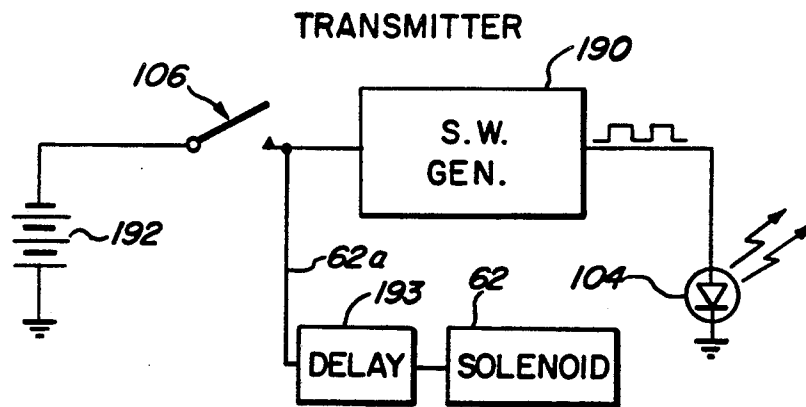 TRANSMITTER
190
106
S.W.
GEN.
192
62a
193
62
104
DELAY
SOLENOID